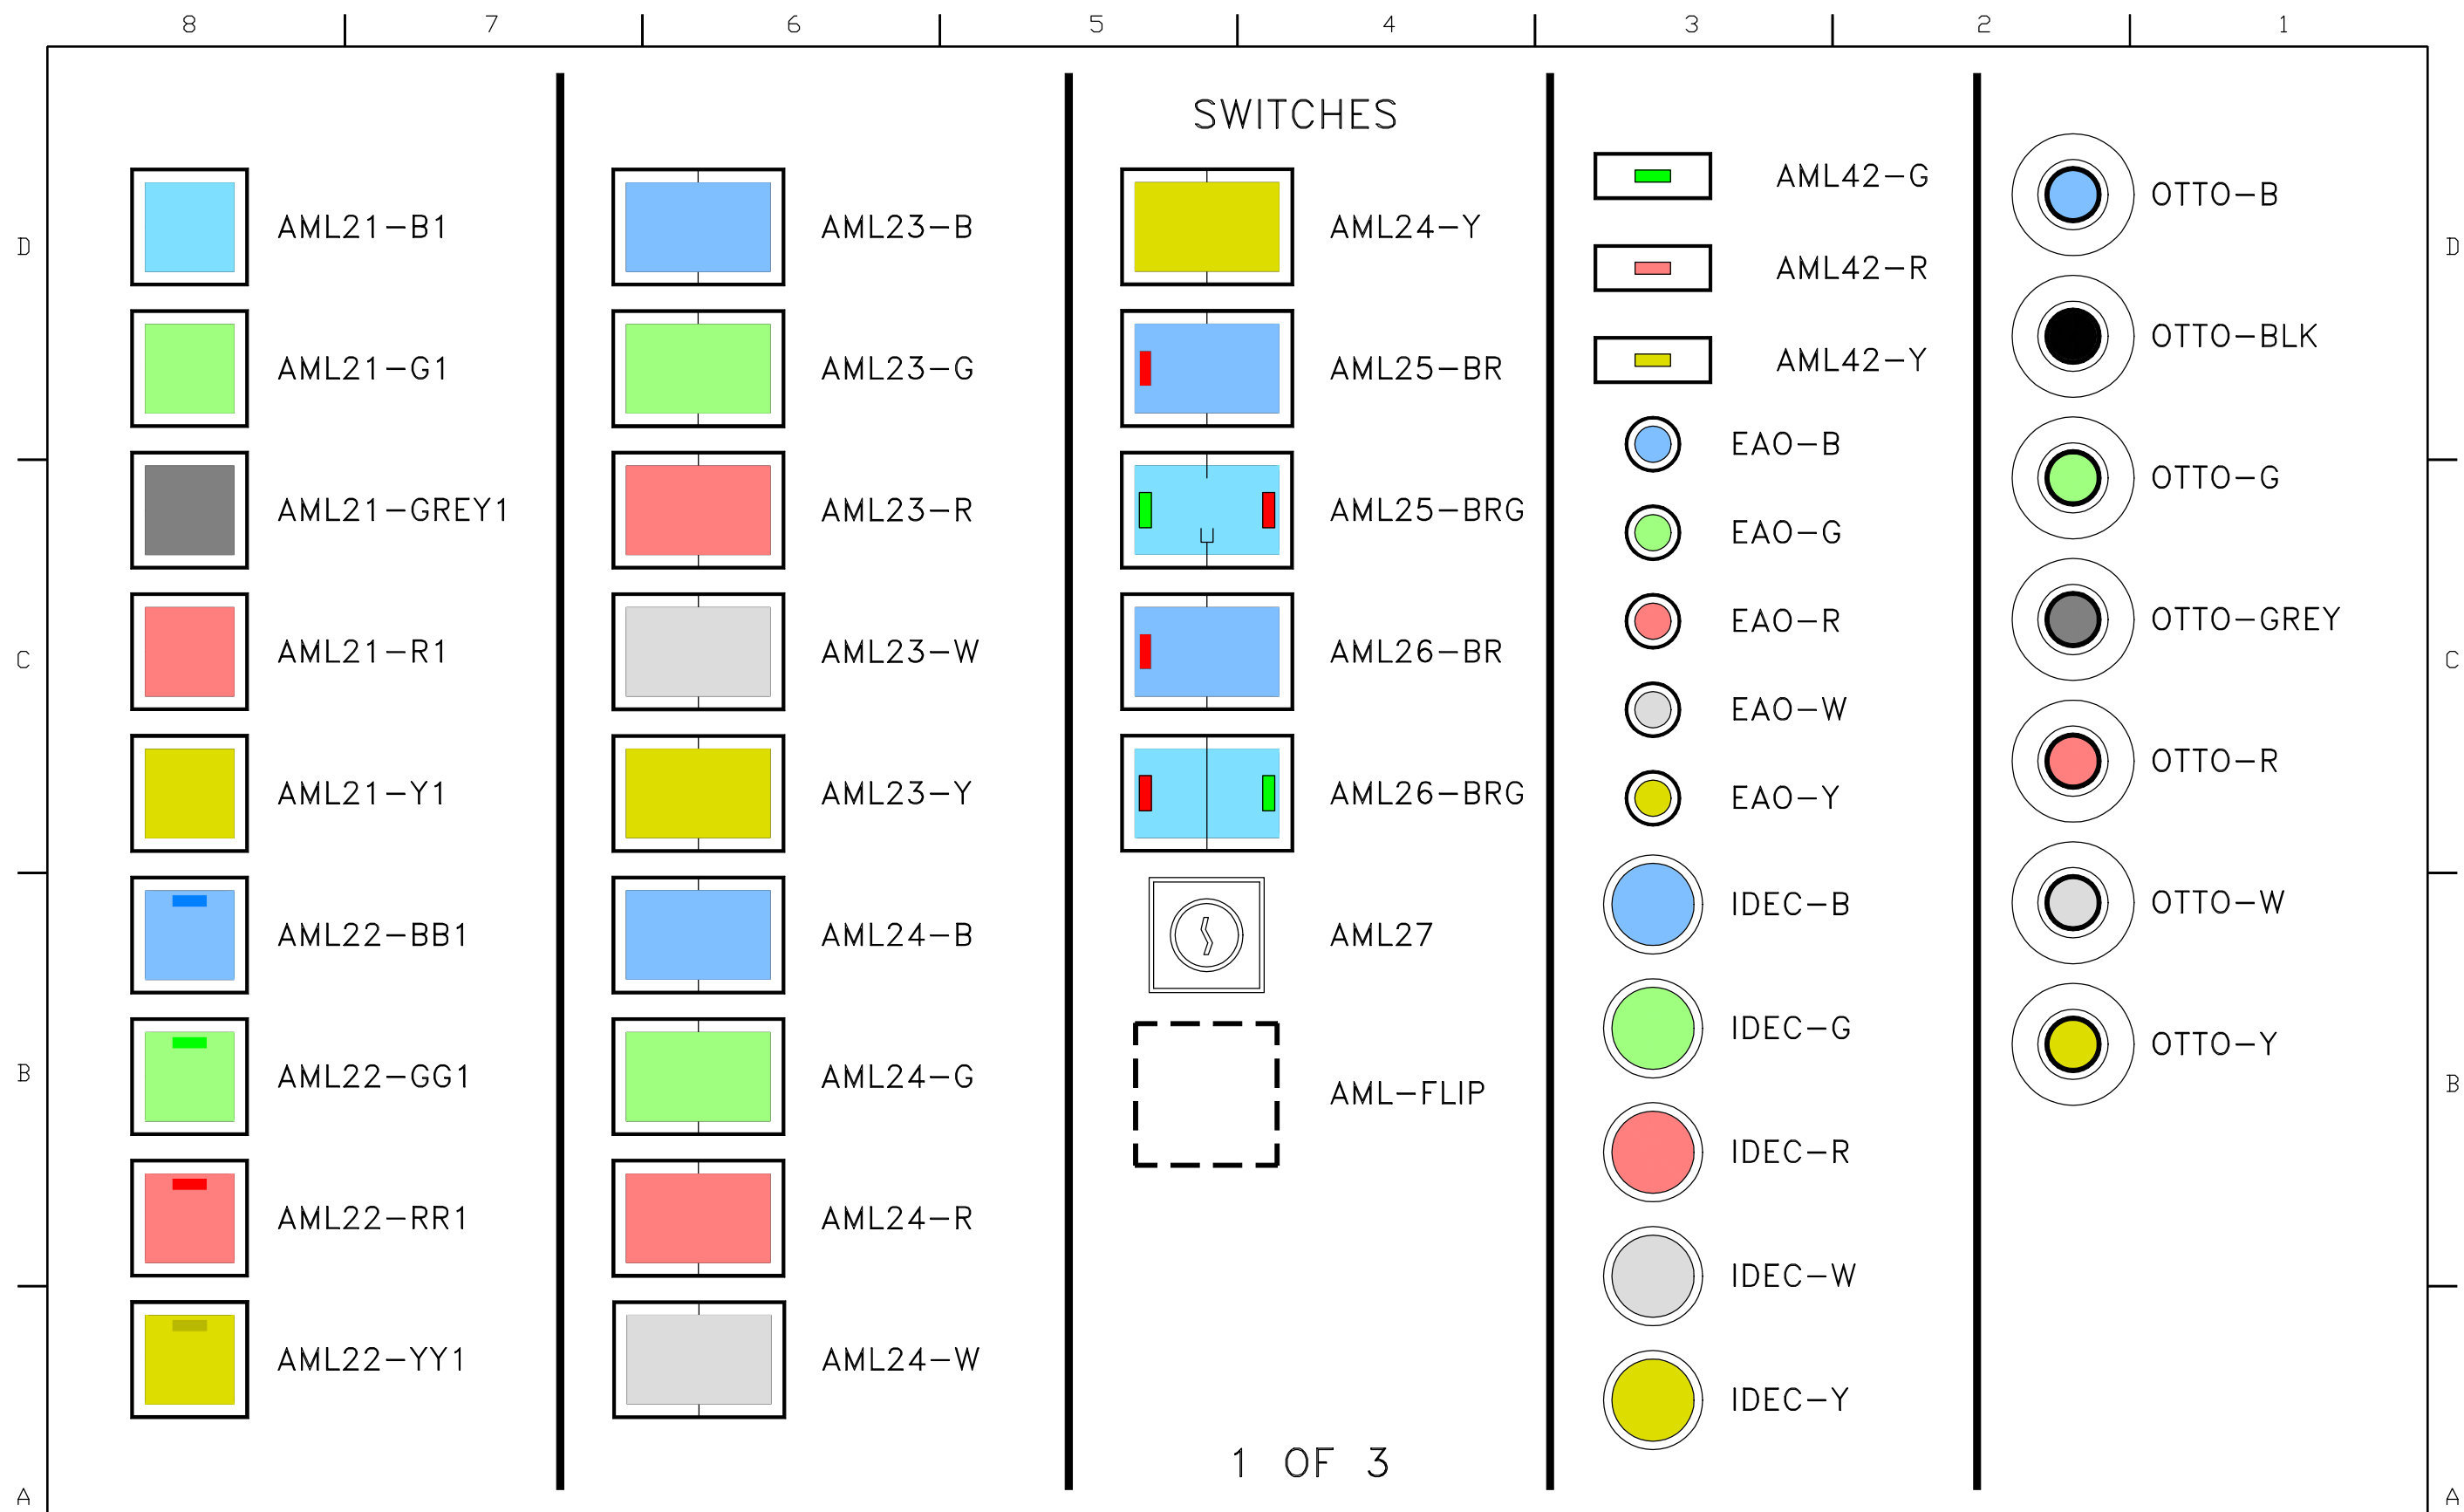 8 7 6 5 4 3 2 1
SWITCHES
D
D
C
C
B
B
A
A
AML21-B1
AML21-G1
AML21-GREY1
AML21-R1
AML21-Y1
AML22-BB1
AML22-GG1
AML22-RR1
AML22-YY1
AML23-B
AML23-G
AML23-R
AML23-W
AML23-Y
AML24-B
AML24-G
AML24-R
AML24-W
AML24-Y
AML25-BR
AML25-BRG
AML26-BR
AML26-BRG
AML27
AML-FLIP
1 OF 3
AML42-G
AML42-R
AML42-Y
EAO-B
EAO-G
EAO-R
EAO-W
EAO-Y
IDEC-B
IDEC-G
IDEC-R
IDEC-W
IDEC-Y
OTTO-B
OTTO-BLK
OTTO-G
OTTO-GREY
OTTO-R
OTTO-W
OTTO-Y